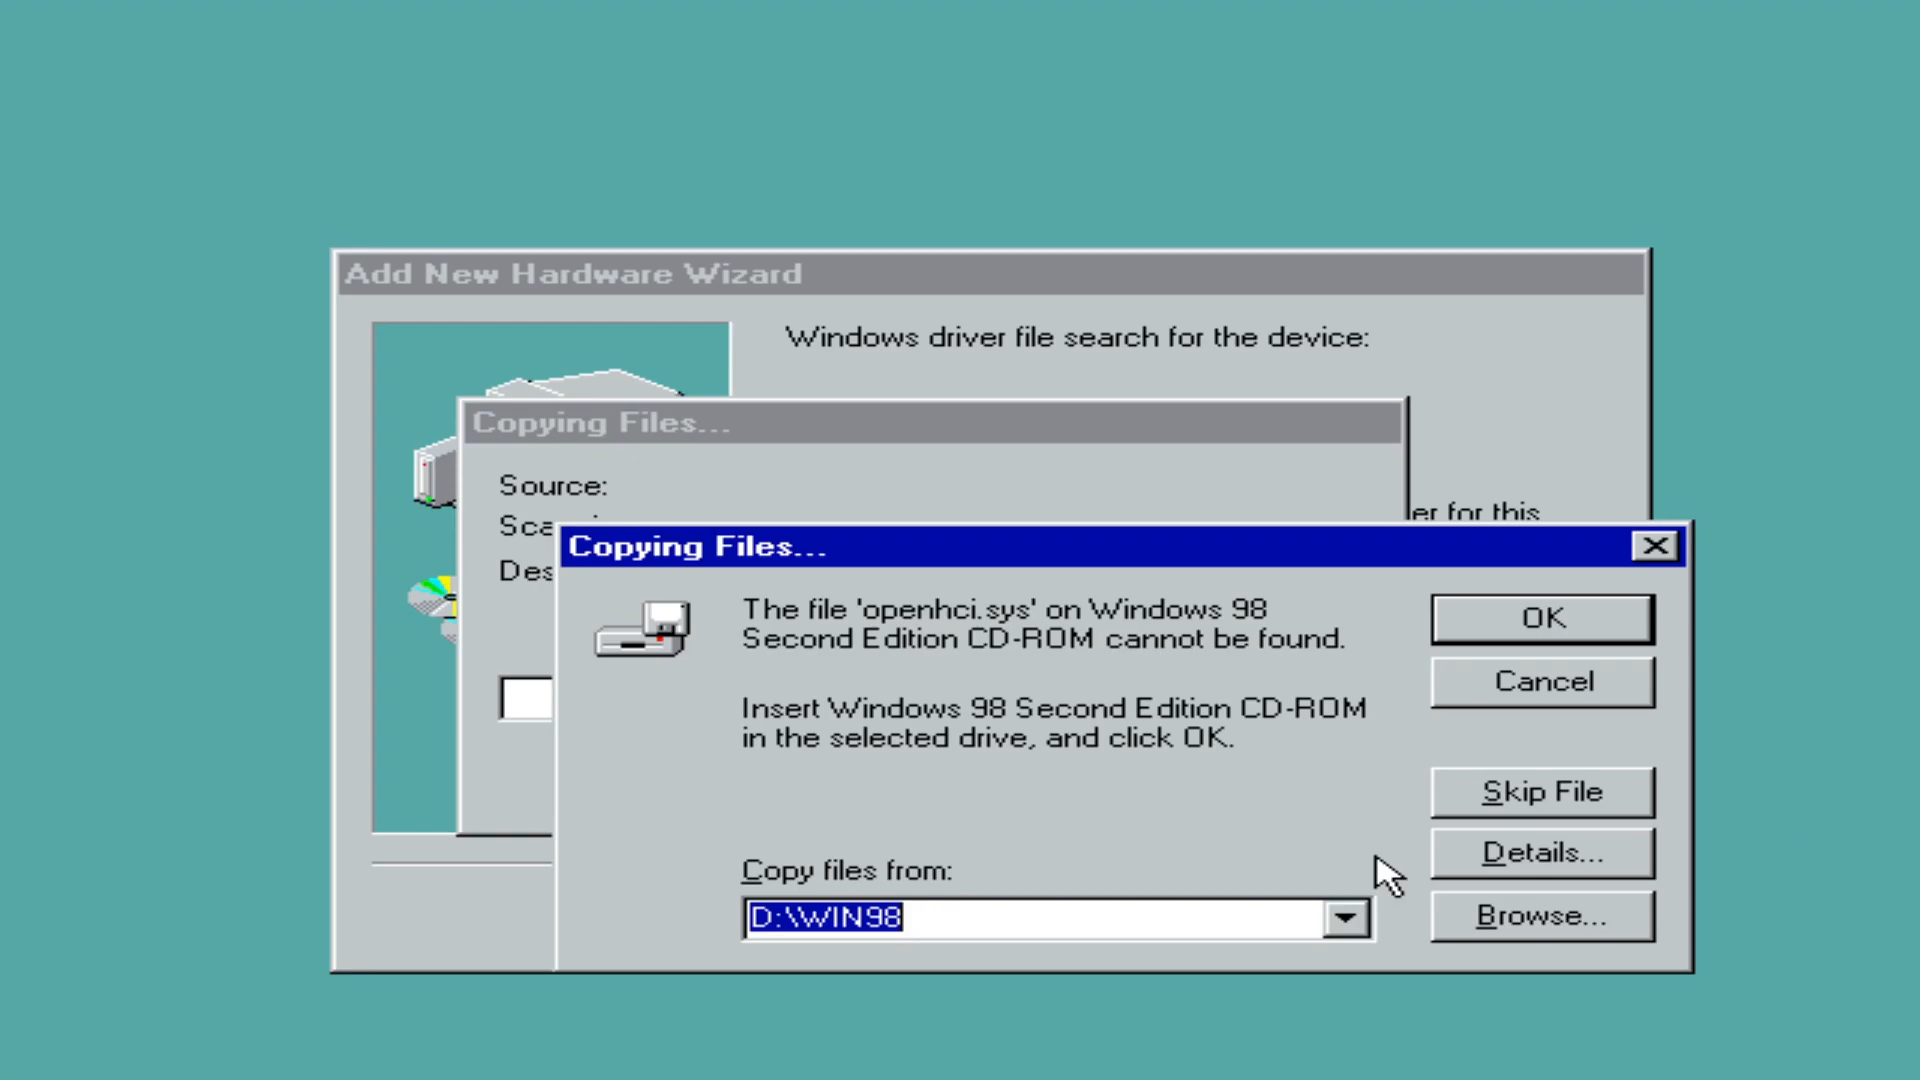 Add New Hardware Wizard
Windows driver file search for the device:
Copying Files...
Source:
er for this
Copying Files...
The file 'openhci.sys' on Windows 98
Second Edition CD-ROM cannot be found.
Insert Windows 98 Second Edition CD-ROM
in the selected drive, and click OK.
Copy files from:
D:\WIN98
OK
Cancel
Skip File
Details...
Browse...